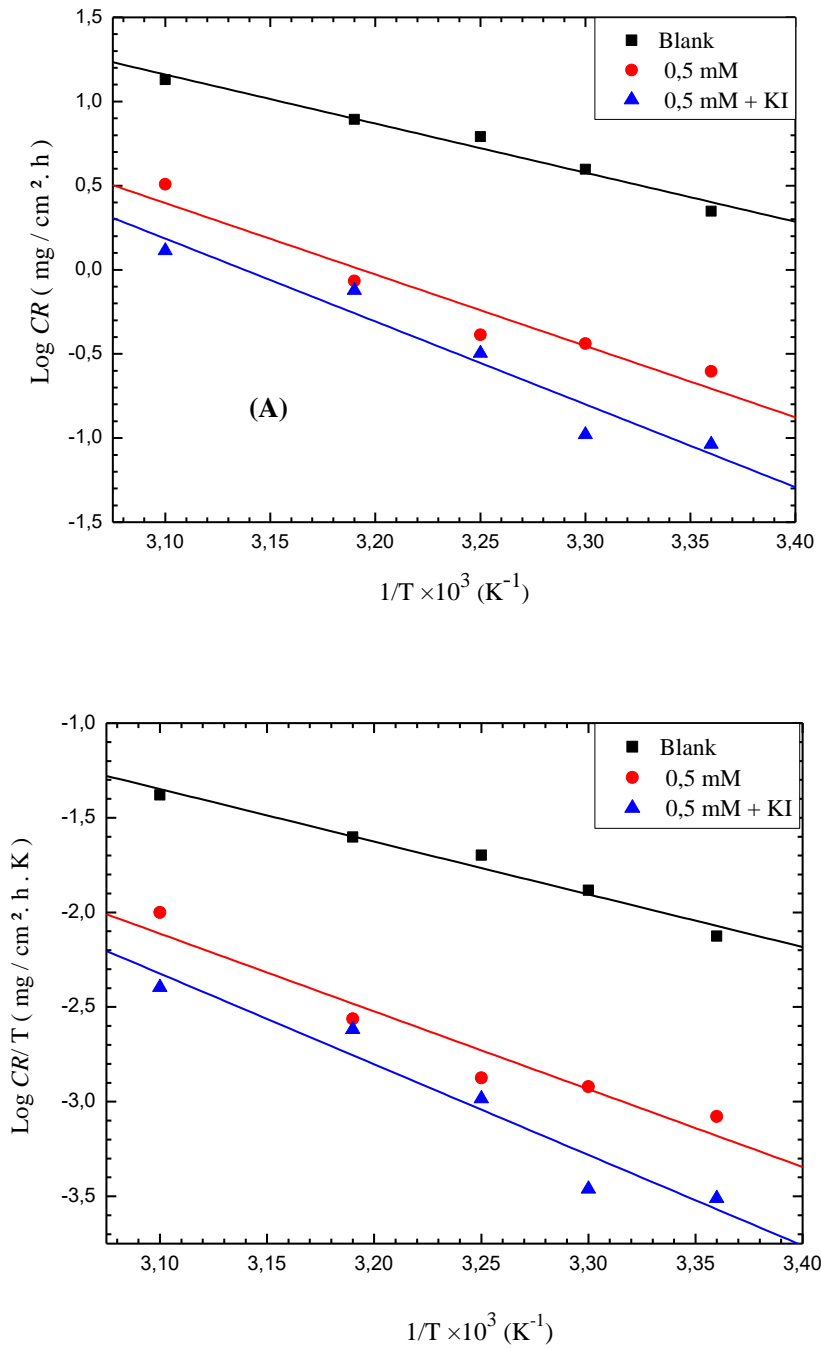 1,5
1,0
0,5
0,0
-0,5
-1,0
-1,5
Log CR ( mg / cm ². h )
Blank
0,5 mM
0,5 mM + KI
(A)
3,10 3,15 3,20 3,25 3,30 3,35 3,40
1/T ×10³ (K⁻¹)
-1,0
-1,5
-2,0
-2,5
-3,0
-3,5
Log CR/ T ( mg / cm ². h . K )
Blank
0,5 mM
0,5 mM + KI
3,10 3,15 3,20 3,25 3,30 3,35 3,40
1/T ×10³ (K⁻¹)